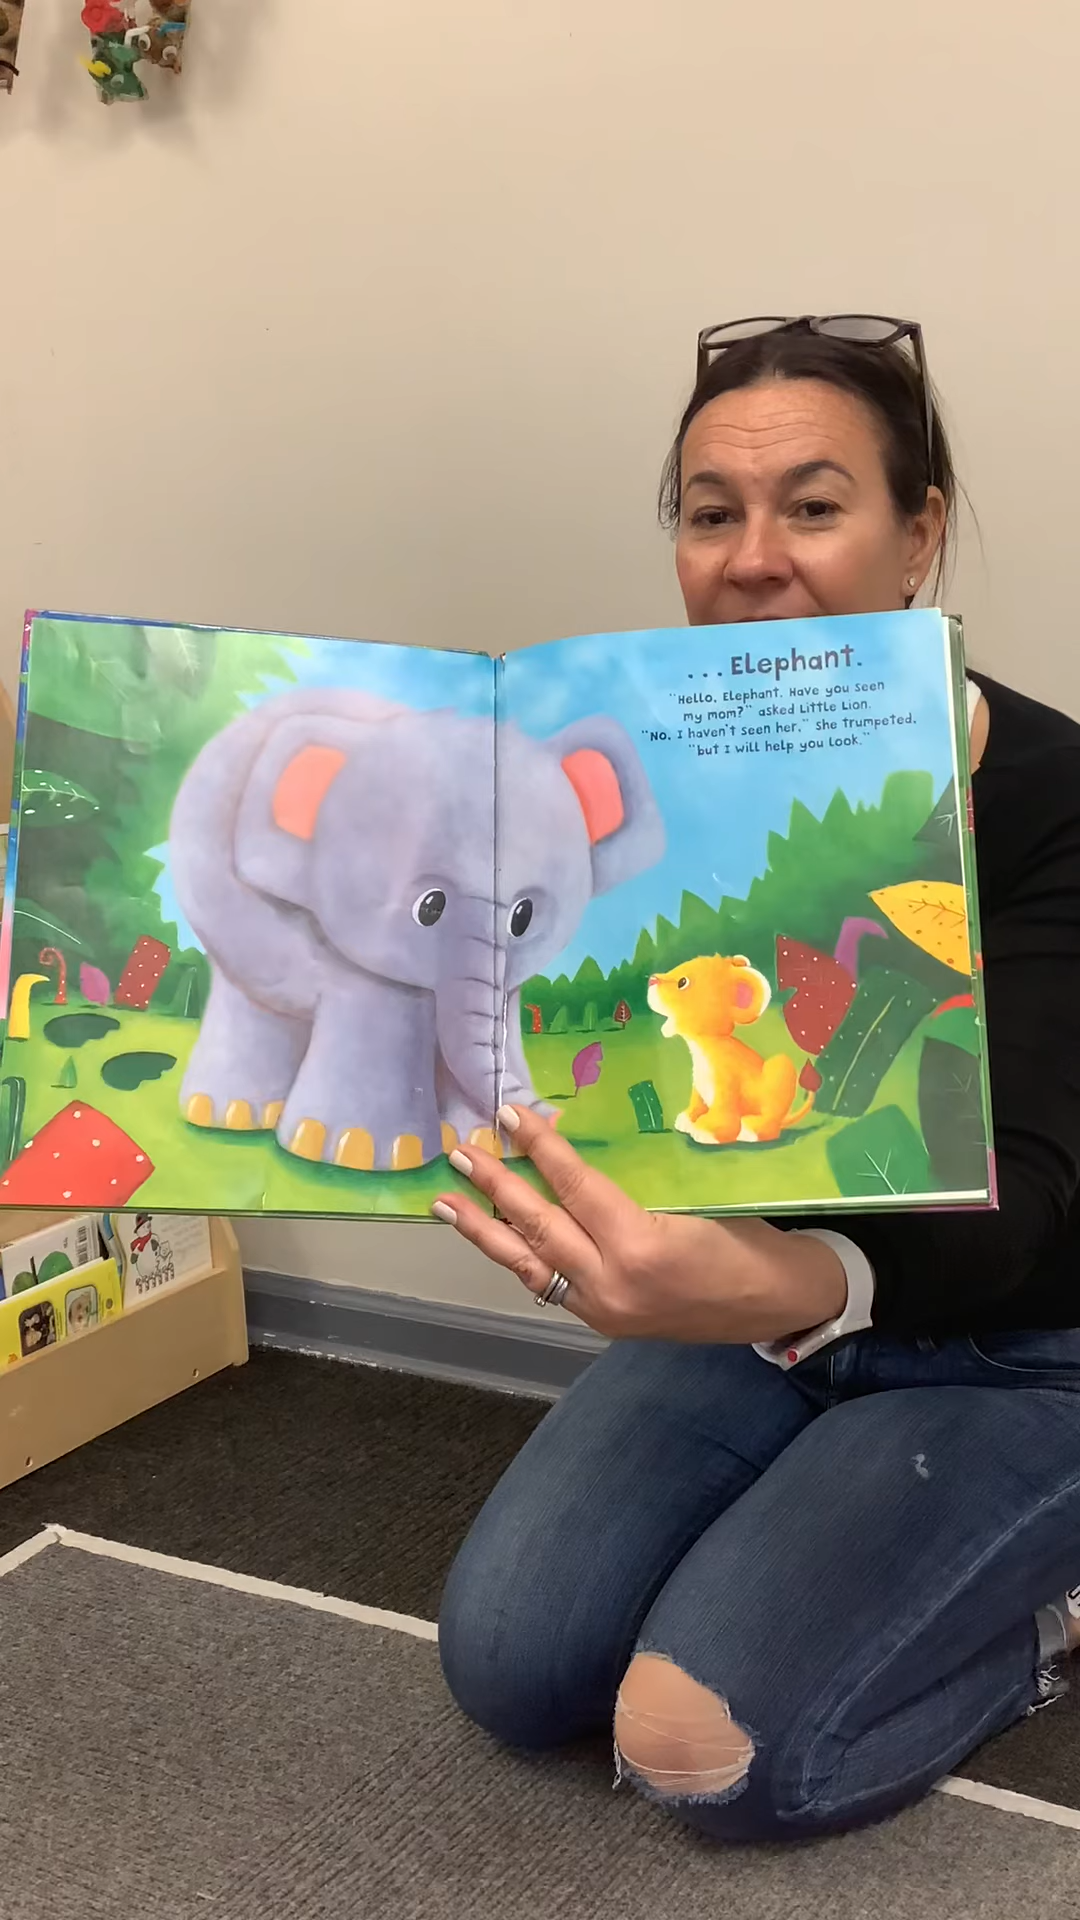 ...Elephant.
"Hello, Elephant. Have you seen
my mom?" asked Little Lion.
"No, I haven't seen her," she trumpeted,
"but I will help you look."